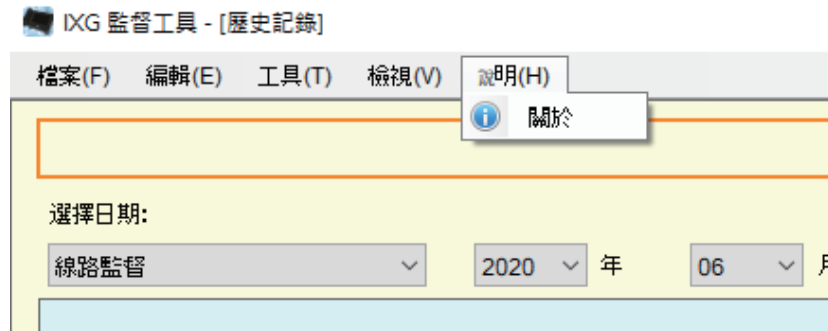 IXG 監督工具 - [歷史記錄]
檔案(F) 編輯(E) 工具(T) 檢視(V) 說明(H)
關於
選擇日期:
線路監督 2020 年 06 月